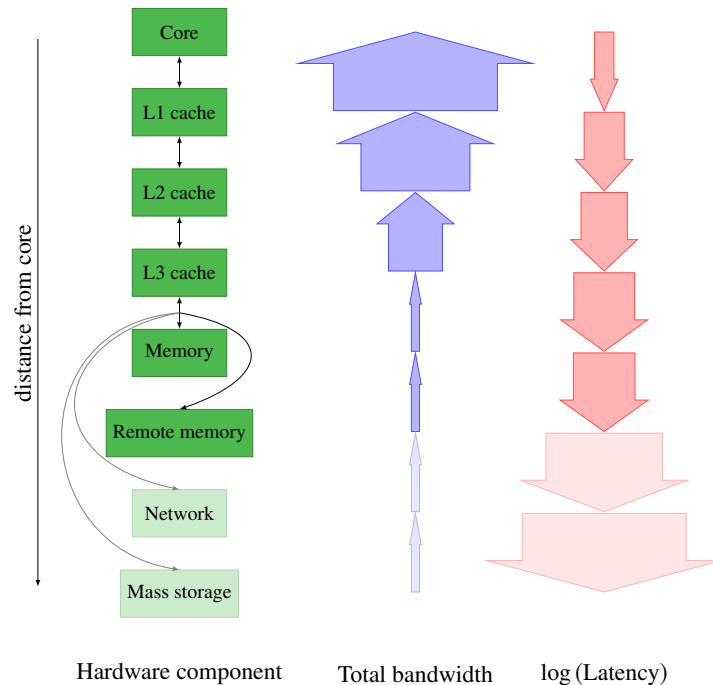 Core
L1 cache
L2 cache
L3 cache
Memory
Remote memory
Network
Mass storage
distance from core
Hardware component
Total bandwidth
log (Latency)